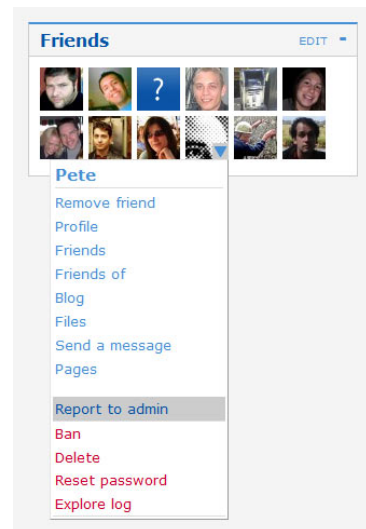 Friends EDIT -
?
Pete
Remove friend
Profile
Friends
Friends of
Blog
Files
Send a message
Pages
Report to admin
Ban
Delete
Reset password
Explore log